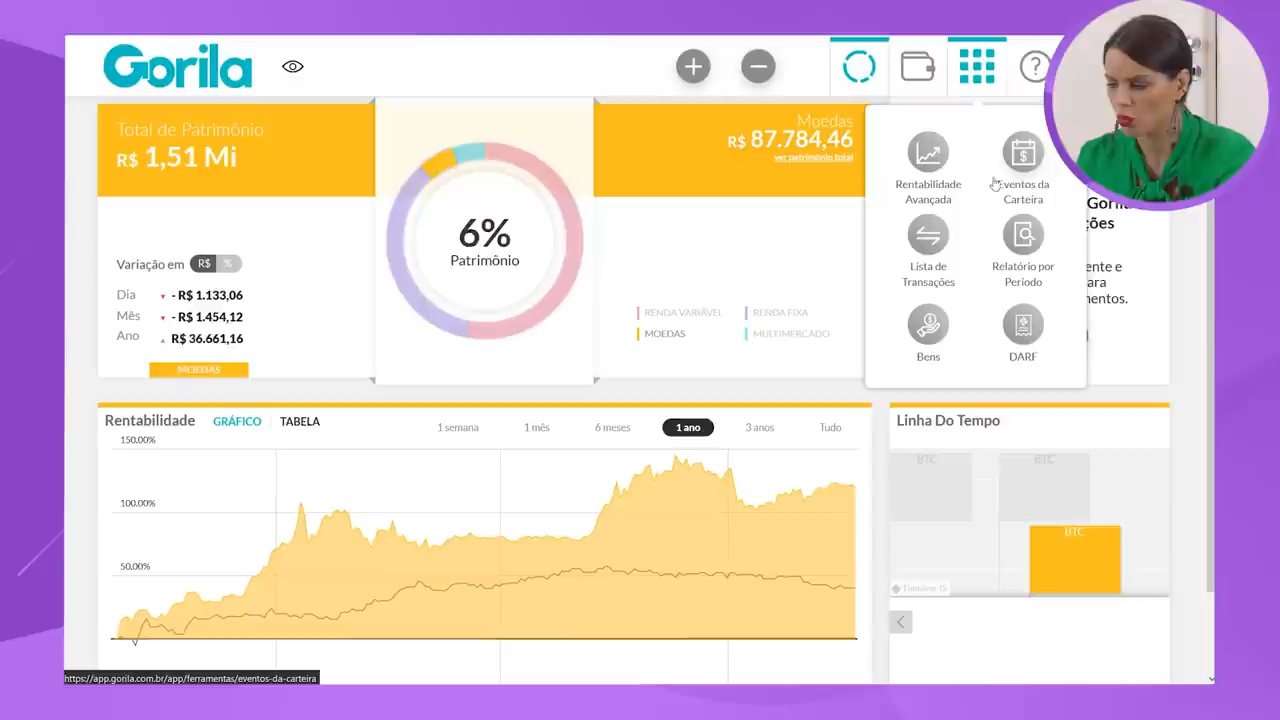 Gorila
?
Total de Patrimônio
R$ 1,51 Mi
Moedas
R$ 87.784,46
ver patrimônio total
6%
Patrimônio
Variação em R$ %
Dia - R$ 1.133,06
Mês - R$ 1.454,12
Ano R$ 36.661,16
MOEDAS
RENDA VARIÁVEL
RENDA FIXA
MOEDAS
MULTIMERCADO
Rentabilidade
Avançada
Eventos da
Carteira
Lista de
Transações
Relatório por
Período
Bens
DARF
Rentabilidade GRÁFICO TABELA
1 semana 1 mês 6 meses 1 ano 3 anos Tudo
150.00%
100.00%
50.00%
Linha Do Tempo
BTC
BTC
BTC
Timeline JS
https://app.gorila.com.br/app/ferramentas/eventos-da-carteira